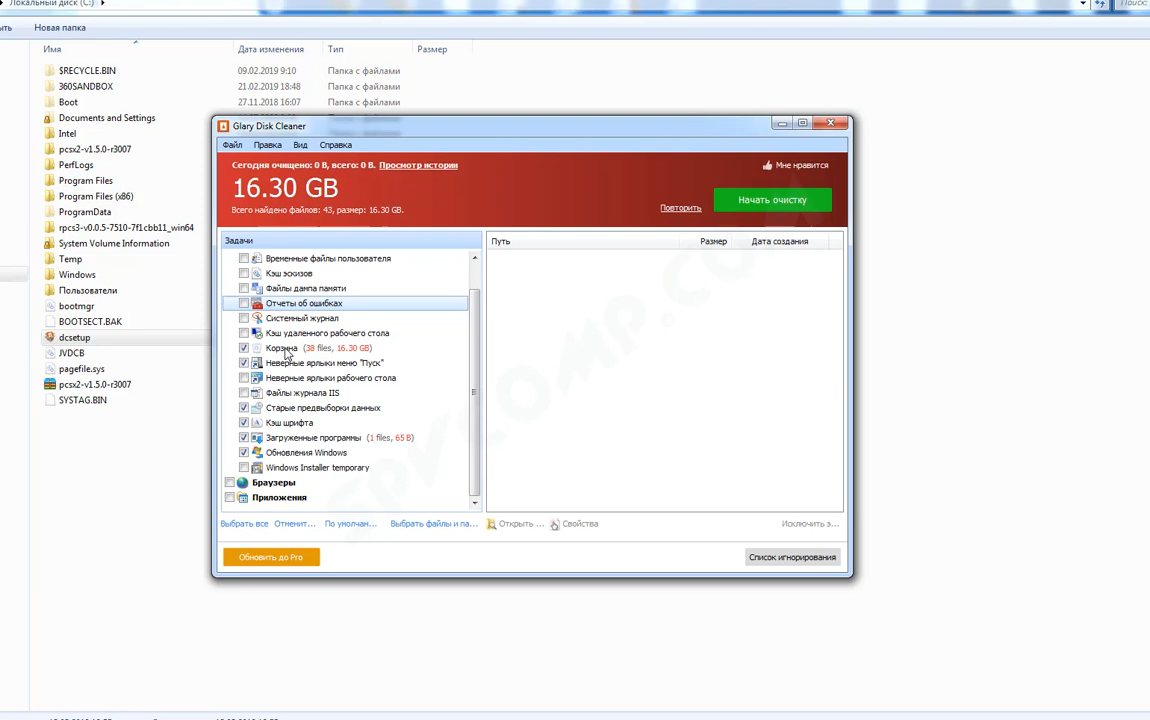 Локальный диск (C:)
Поиск:
ыть Новая папка
Имя Дата изменения Тип Размер
$RECYCLE.BIN 09.02.2019 9:10 Папка с файлами
360SANDBOX 21.02.2019 18:48 Папка с файлами
Boot 27.11.2018 16:07 Папка с файлами
Documents and Settings
Intel
pcsx2-v1.5.0-r3007
PerfLogs
Program Files
Program Files (x86)
ProgramData
rpcs3-v0.0.5-7510-7f1cbb11_win64
System Volume Information
Temp
Windows
Пользователи
bootmgr
BOOTSECT.BAK
dcsetup
JVDCB
pagefile.sys
pcsx2-v1.5.0-r3007
SYSTAG.BIN
Glary Disk Cleaner
Файл Правка Вид Справка
Сегодня очищено: 0 B, всего: 0 B. Просмотр истории
Мне нравится
16.30 GB
Всего найдено файлов: 43, размер: 16.30 GB.
Повторить
Начать очистку
Задачи
Временные файлы пользователя
Кэш эскизов
Файлы дампа памяти
Отчеты об ошибках
Системный журнал
Кэш удаленного рабочего стола
Корзина (38 files, 16.30 GB)
Неверные ярлыки меню "Пуск"
Неверные ярлыки рабочего стола
Файлы журнала IIS
Старые предвыборки данных
Кэш шрифта
Загруженные программы (1 files, 65 B)
Обновления Windows
Windows Installer temporary
Браузеры
Приложения
Путь Размер Дата создания
Выбрать все Отменит... По умолчан... Выбрать файлы и па...
Открыть ... Свойства Исключить э...
Обновить до Pro
Список игнорирования
SPVCOMP.COM